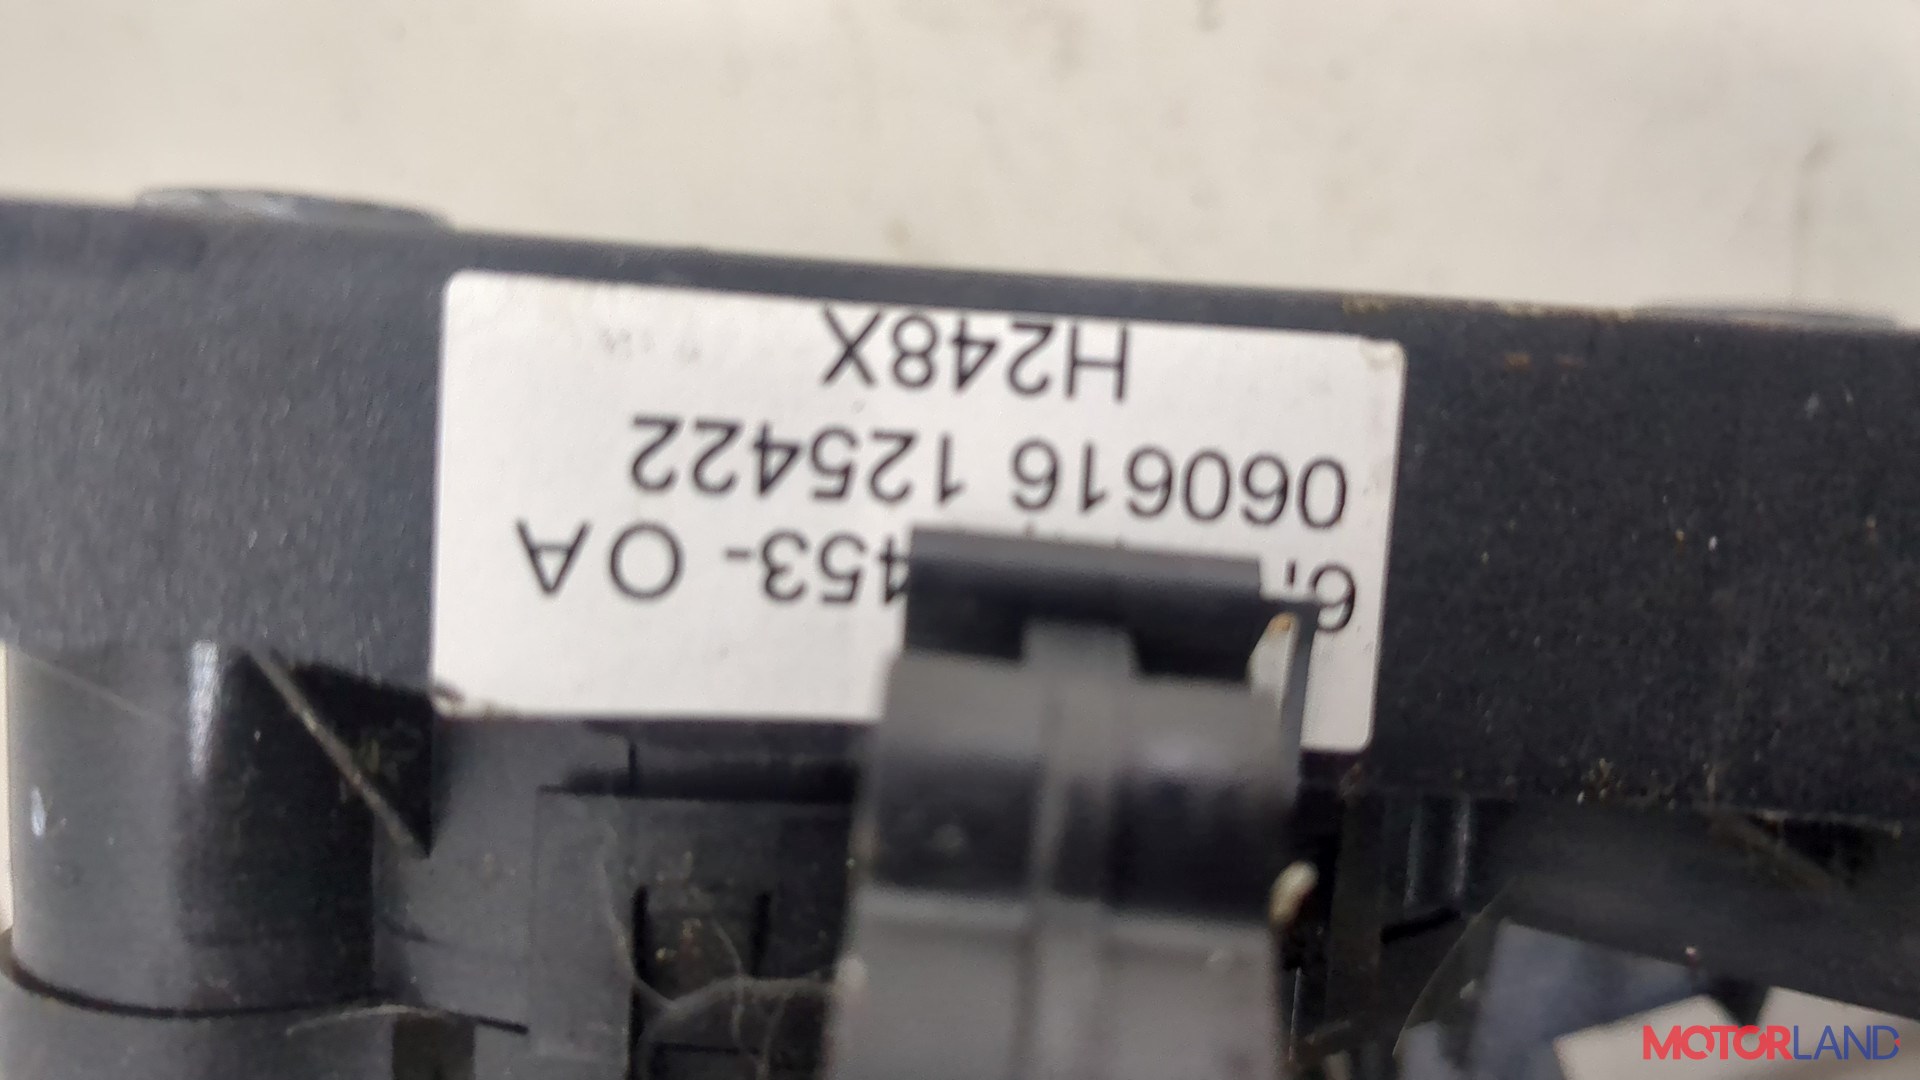 453- OA
060616 125422
H248X
MOTORLAND